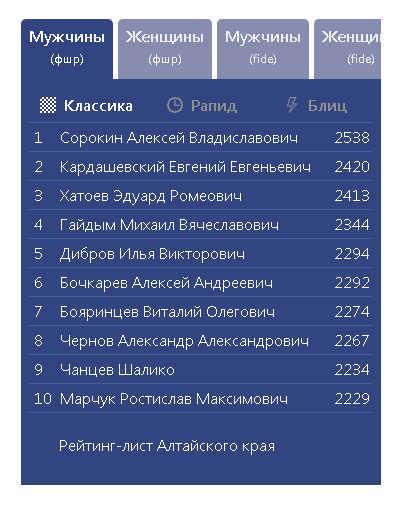 Мужчины Женщины Мужчины Женщин
(фшр) (фшр) (fide) (fide)
Классика Рапид Блиц
1 Сорокин Алексей Владиславович 2538
2 Кардашевский Евгений Евгеньевич 2420
3 Хатоев Эдуард Ромеович 2413
4 Гайдым Михаил Вячеславович 2344
5 Дибров Илья Викторович 2294
6 Бочкарев Алексей Андреевич 2292
7 Бояринцев Виталий Олегович 2274
8 Чернов Александр Александрович 2267
9 Чанцев Шалико 2234
10 Марчук Ростислав Максимович 2229
Рейтинг-лист Алтайского края